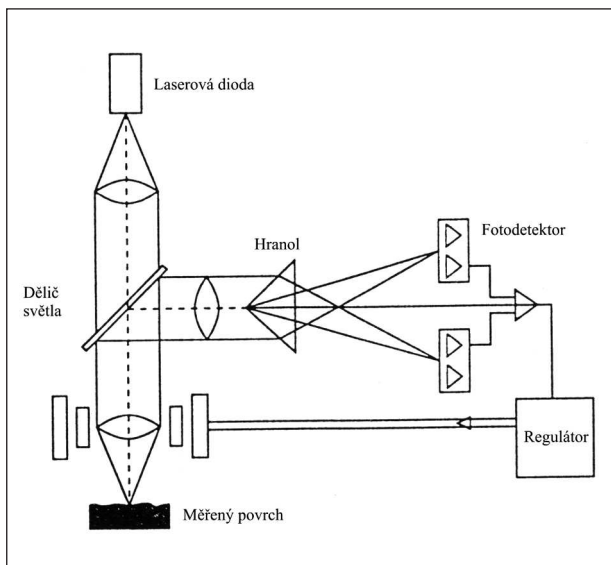 Laserová dioda
Hranol
Fotodetektor
Dělič
světla
Regulátor
Měřený povrch